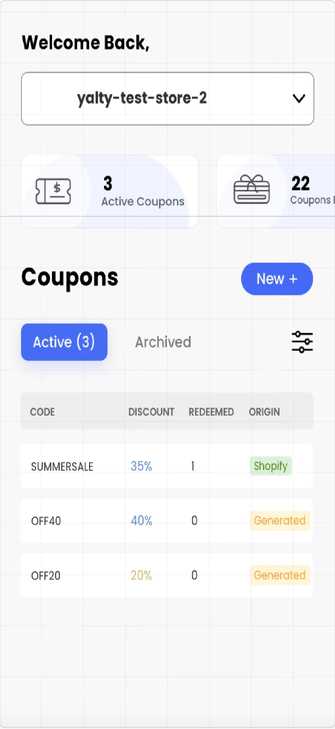 Welcome Back,
yalty-test-store-2
3
Active Coupons
22
Coupons
Coupons
New +
Active (3)
Archived
CODE DISCOUNT REDEEMED ORIGIN
SUMMERSALE 35% 1 Shopify
OFF40 40% 0 Generated
OFF20 20% 0 Generated